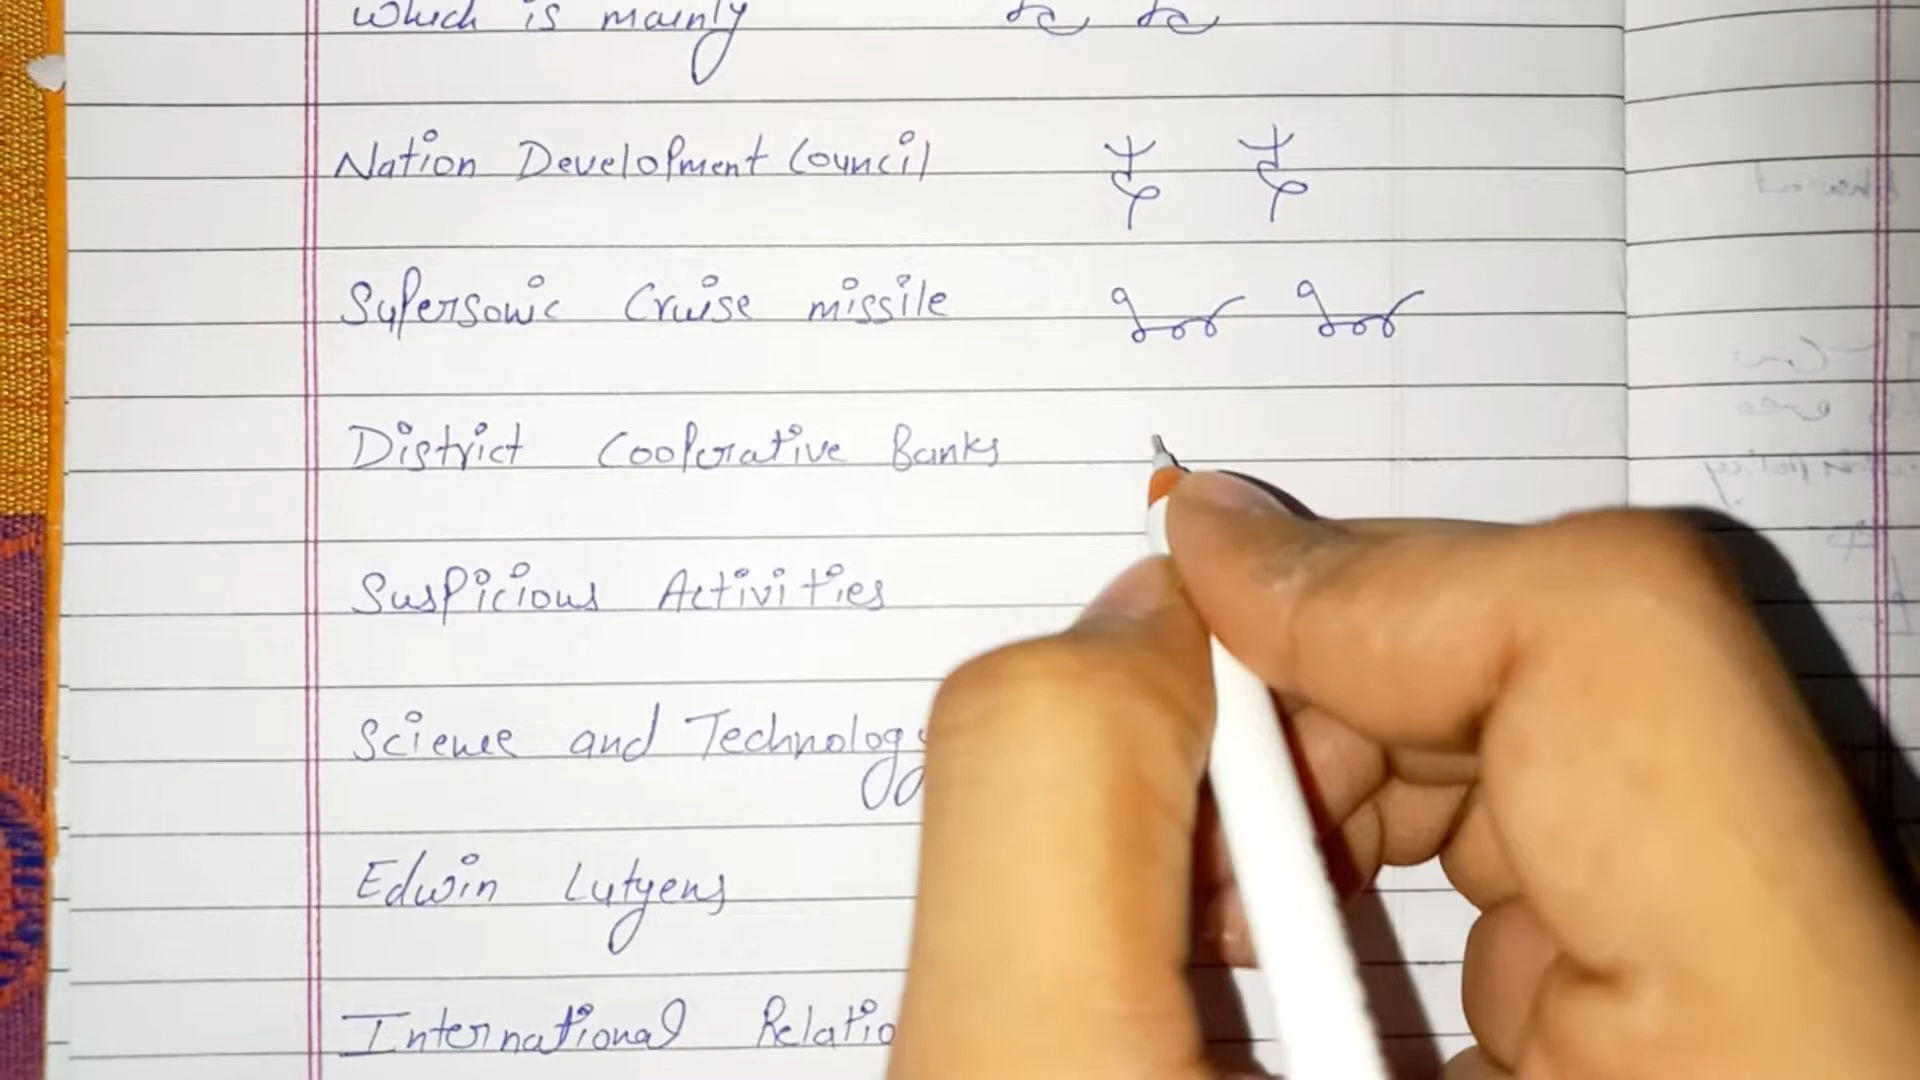 which is mainly
Nation Development Council
Supersonic Cruise missile
District Cooperative Banks
Suspicious Activities
Science and Technology
Edwin Lutyens
International Relatio